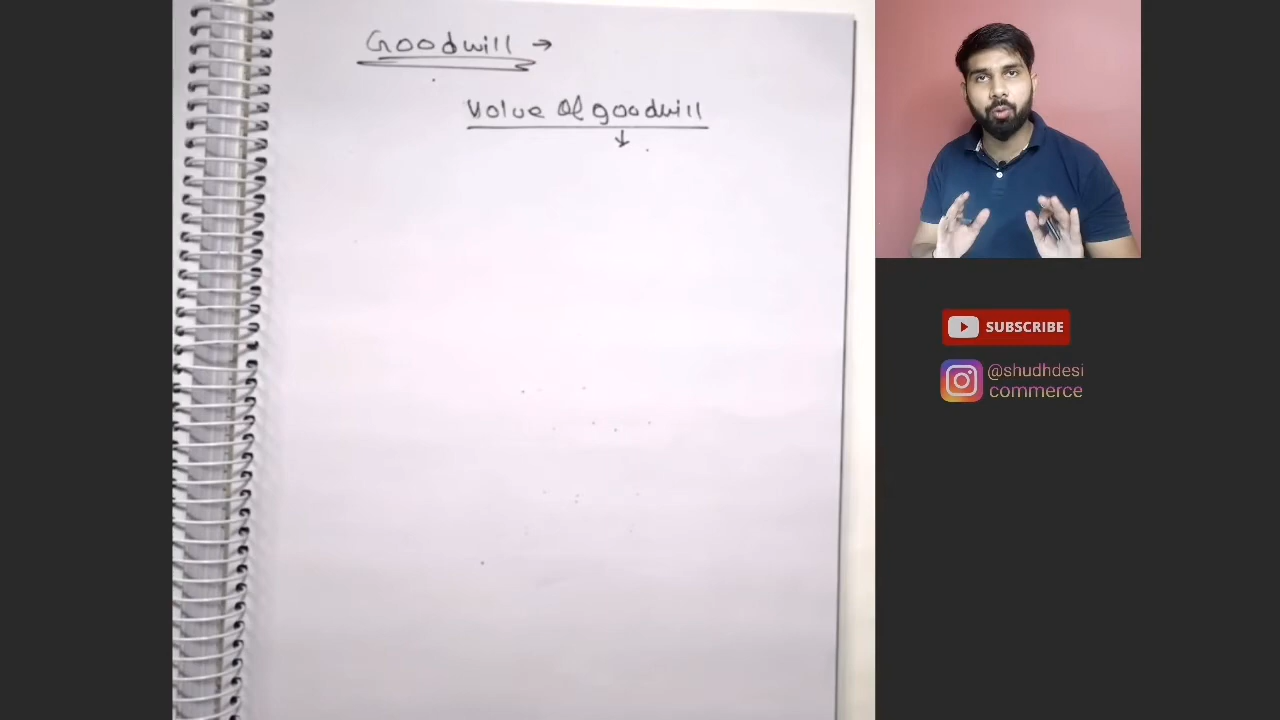 Goodwill →
Value Of goodwill
↓
SUBSCRIBE
@shudhdesi
commerce